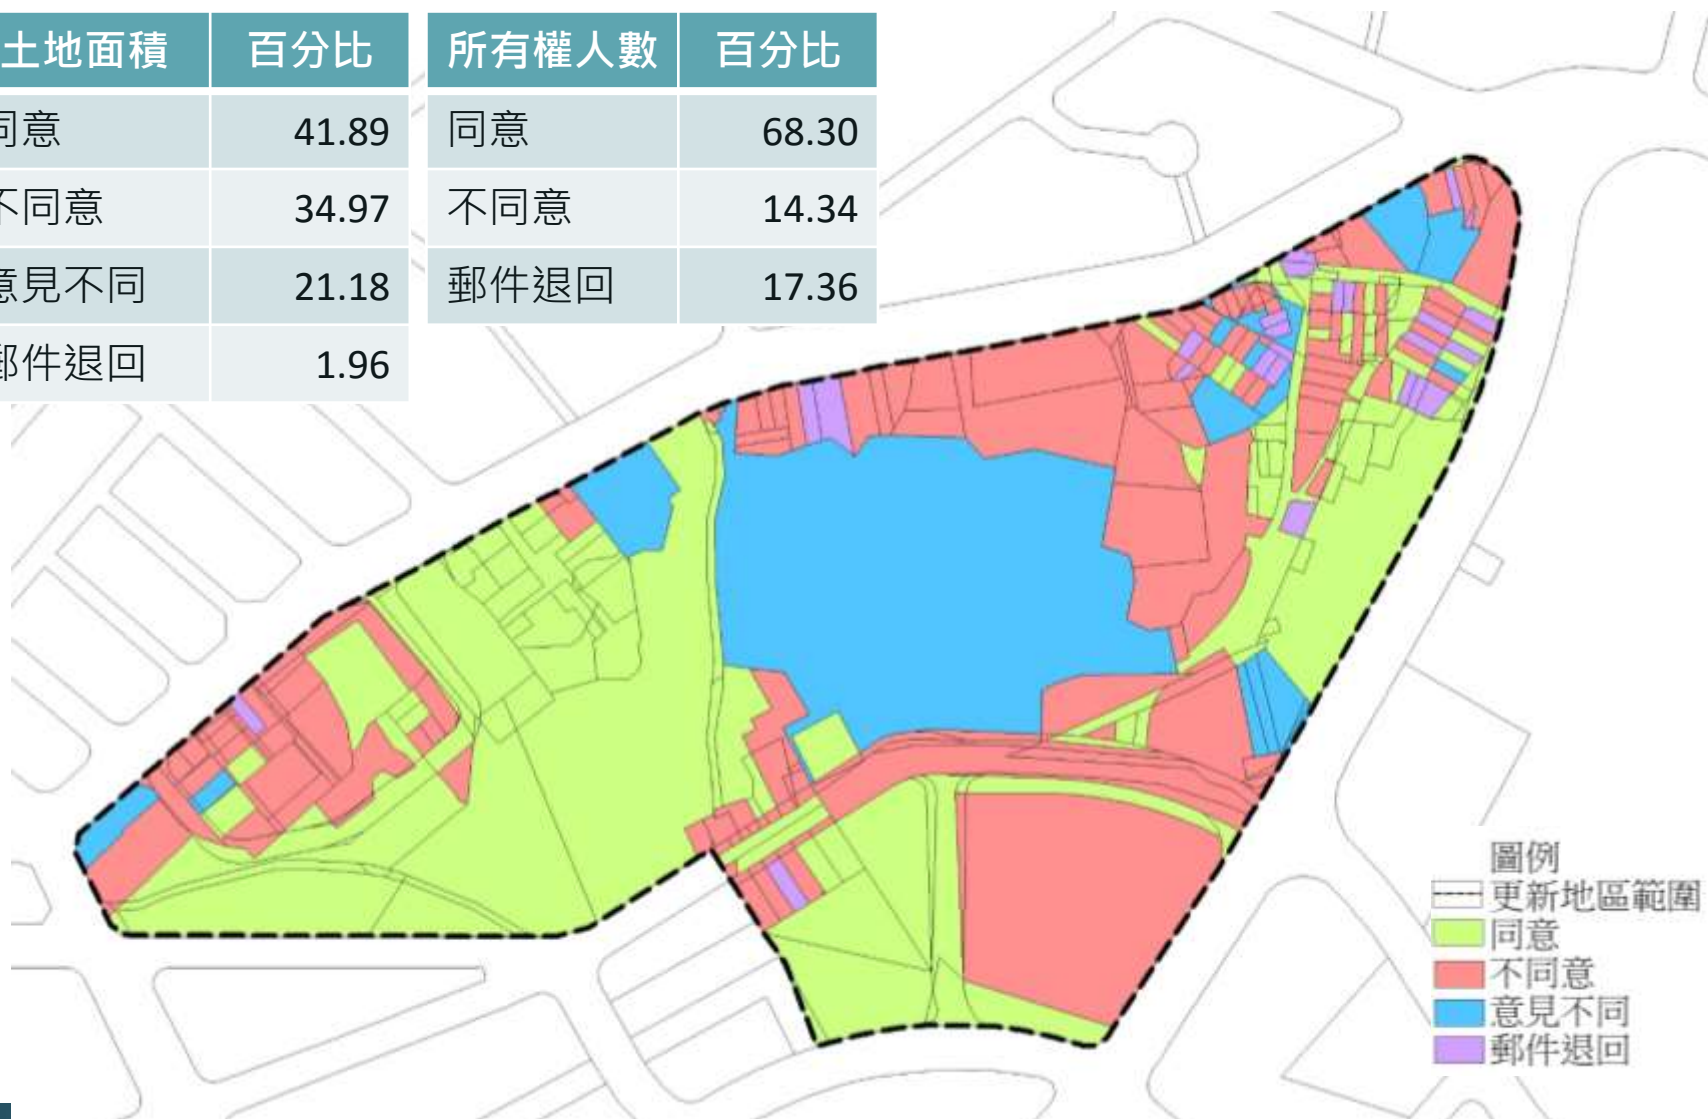 土地面積 百分比
同意 41.89
不同意 34.97
意見不同 21.18
郵件退回 1.96
所有權人數 百分比
同意 68.30
不同意 14.34
郵件退回 17.36
圖例
更新地區範圍
同意
不同意
意見不同
郵件退回